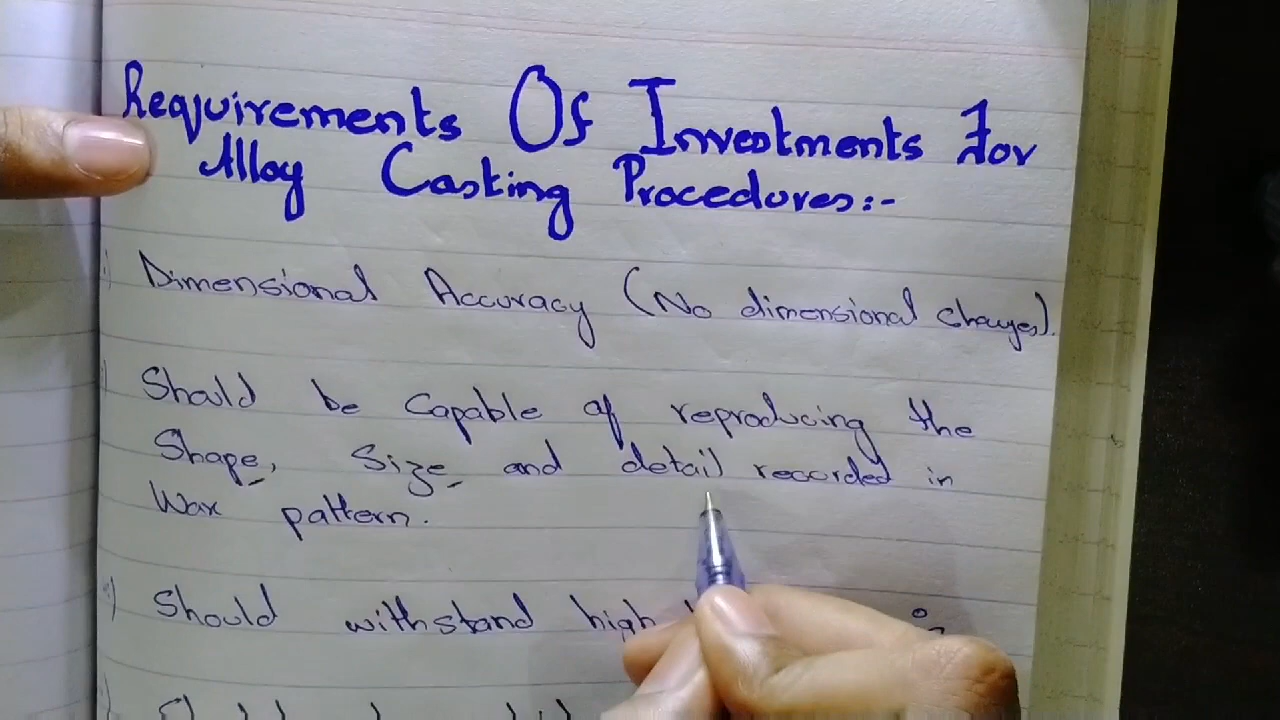 Requirements Of Investments For
Alloy Casting Procedures:-
Dimensional Accuracy (No dimensional changes).
Should be Capable of reproducing the
Shape, Size and detail recorded in
Wax pattern.
Should withstand high